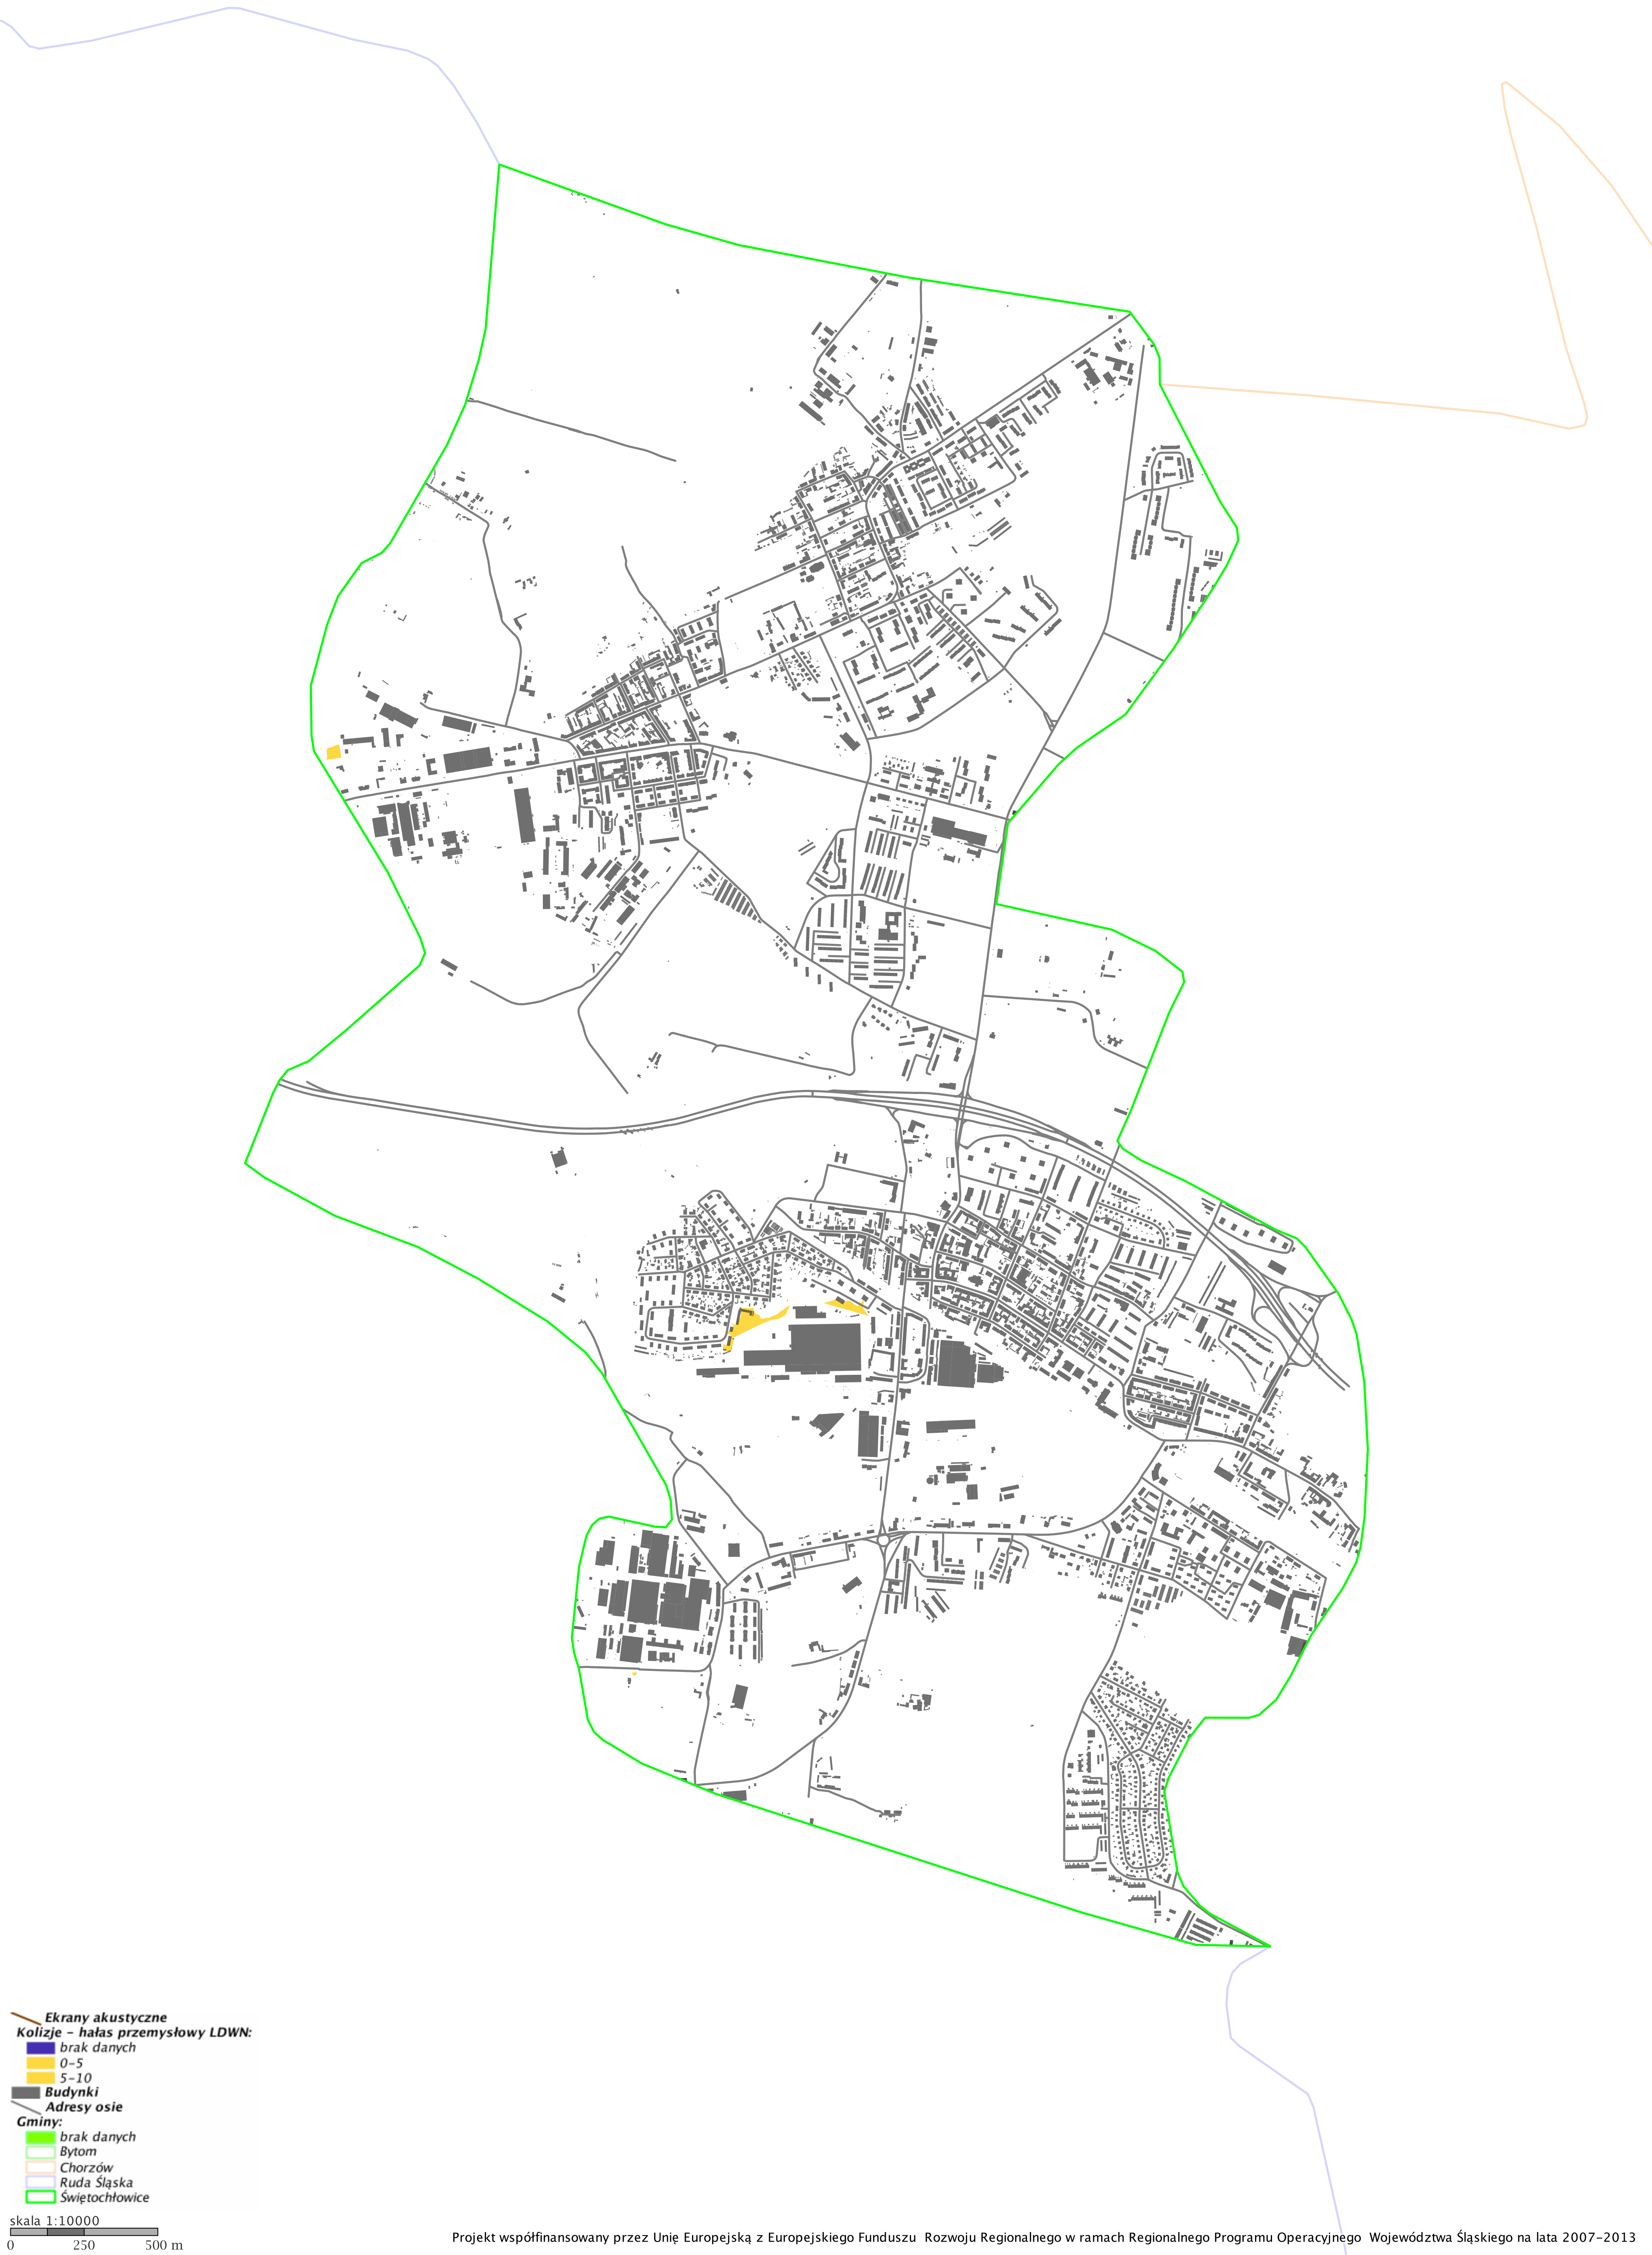 Ekrany akustyczne
Kolizje - hałas przemysłowy LDWN:
brak danych
0-5
5-10
Budynki
Adresy osie
Gminy:
brak danych
Bytom
Chorzów
Ruda Śląska
Świętochłowice
skala 1:10000
0 250 500 m
Projekt współfinansowany przez Unię Europejską z Europejskiego Funduszu Rozwoju Regionalnego w ramach Regionalnego Programu Operacyjnego Województwa Śląskiego na lata 2007-2013